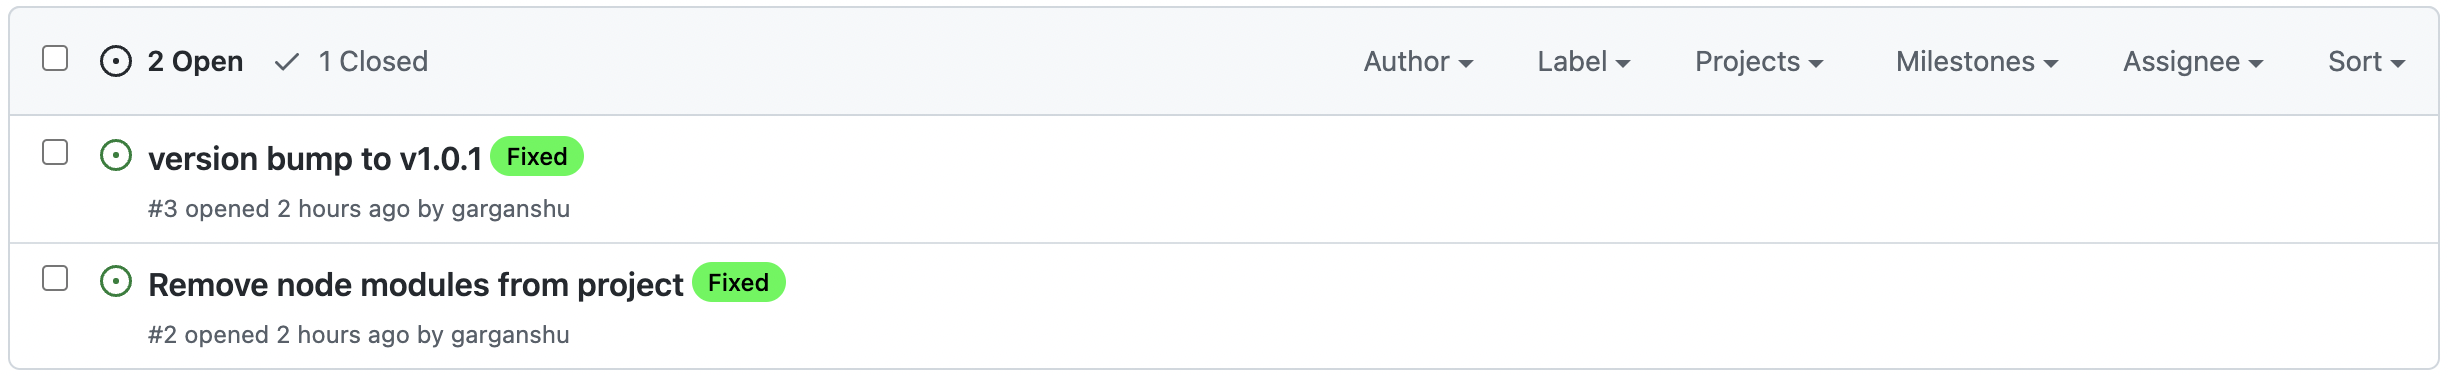 2 Open 1 Closed Author Label Projects Milestones Assignee Sort
version bump to v1.0.1 Fixed
#3 opened 2 hours ago by garganshu
Remove node modules from project Fixed
#2 opened 2 hours ago by garganshu